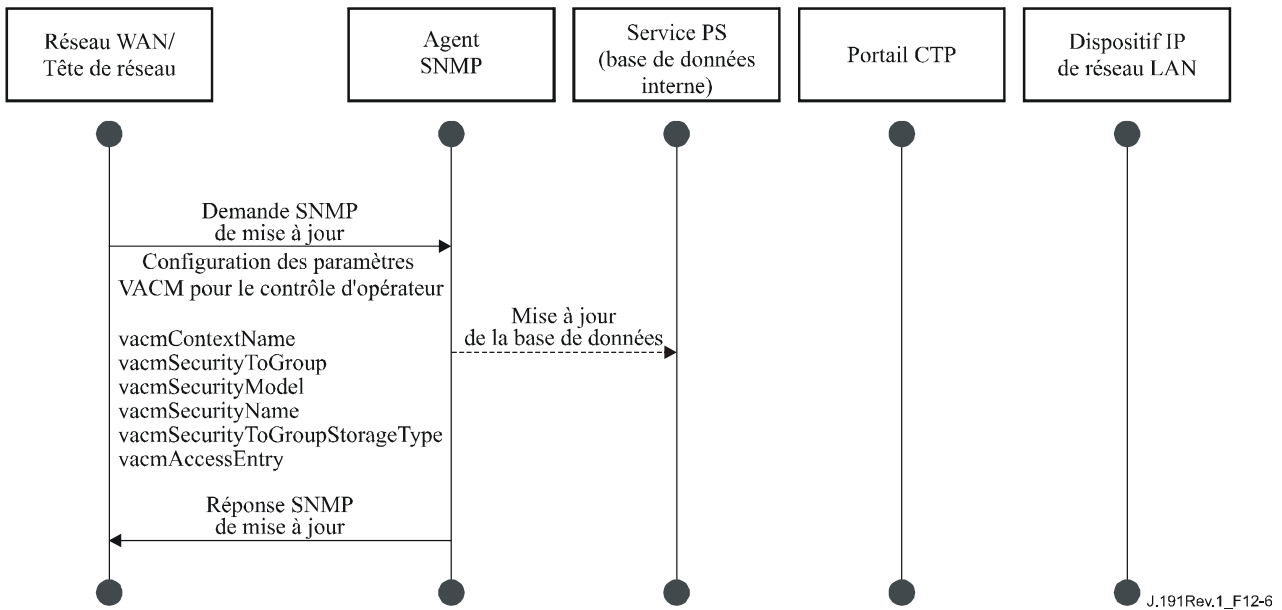 Réseau WAN/
Tête de réseau
Agent
SNMP
Service PS
(base de données
interne)
Portail CTP
Dispositif IP
de réseau LAN
Demande SNMP
de mise à jour
Configuration des paramètres
VACM pour le contrôle d'opérateur
Mise à jour
de la base de données
vacmContextName
vacmSecurityToGroup
vacmSecurityModel
vacmSecurityName
vacmSecurityToGroupStorageType
vacmAccessEntry
Réponse SNMP
de mise à jour
J.191Rev.1_F12-6